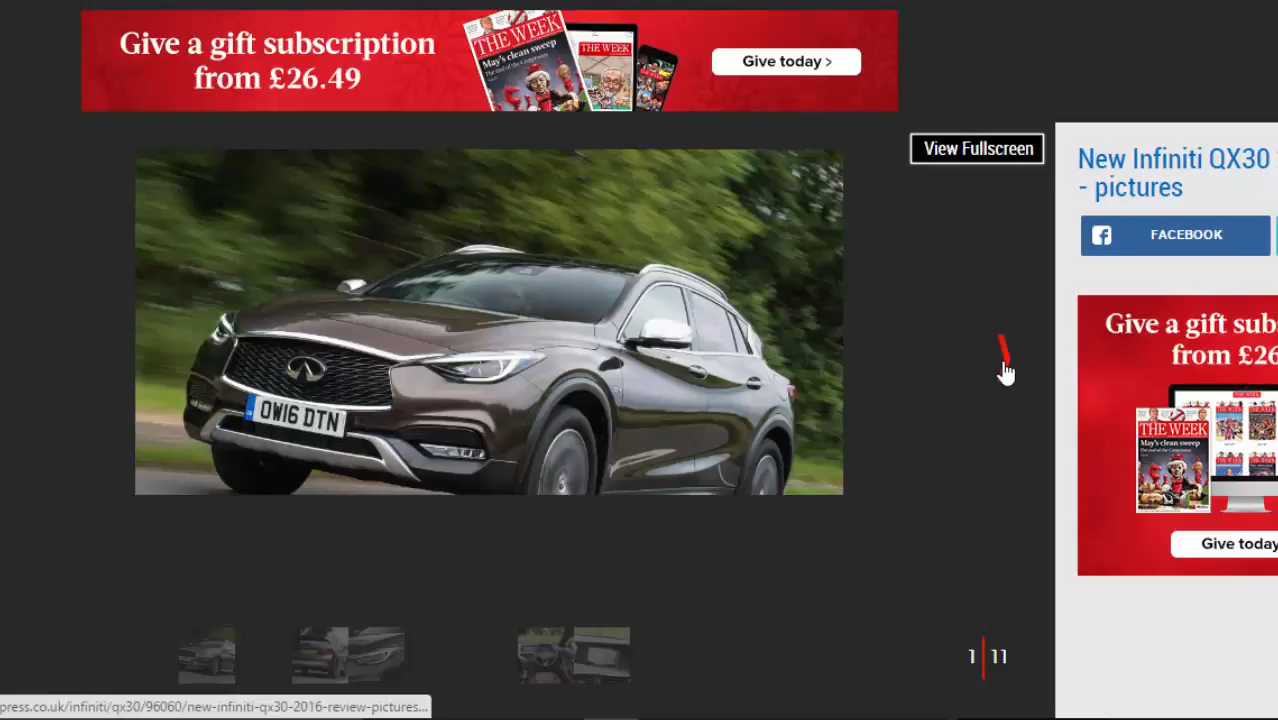 Give a gift subscription
from £26.49
THE WEEK
May's clean sweep
THE WEEK
Give today >
View Fullscreen
New Infiniti QX30
- pictures
FACEBOOK
OW16 DTN
Give a gift sub
from £26
THE WEEK
May's clean sweep
Give today
1 11
press.co.uk/infiniti/qx30/96060/new-infiniti-qx30-2016-review-pictures...